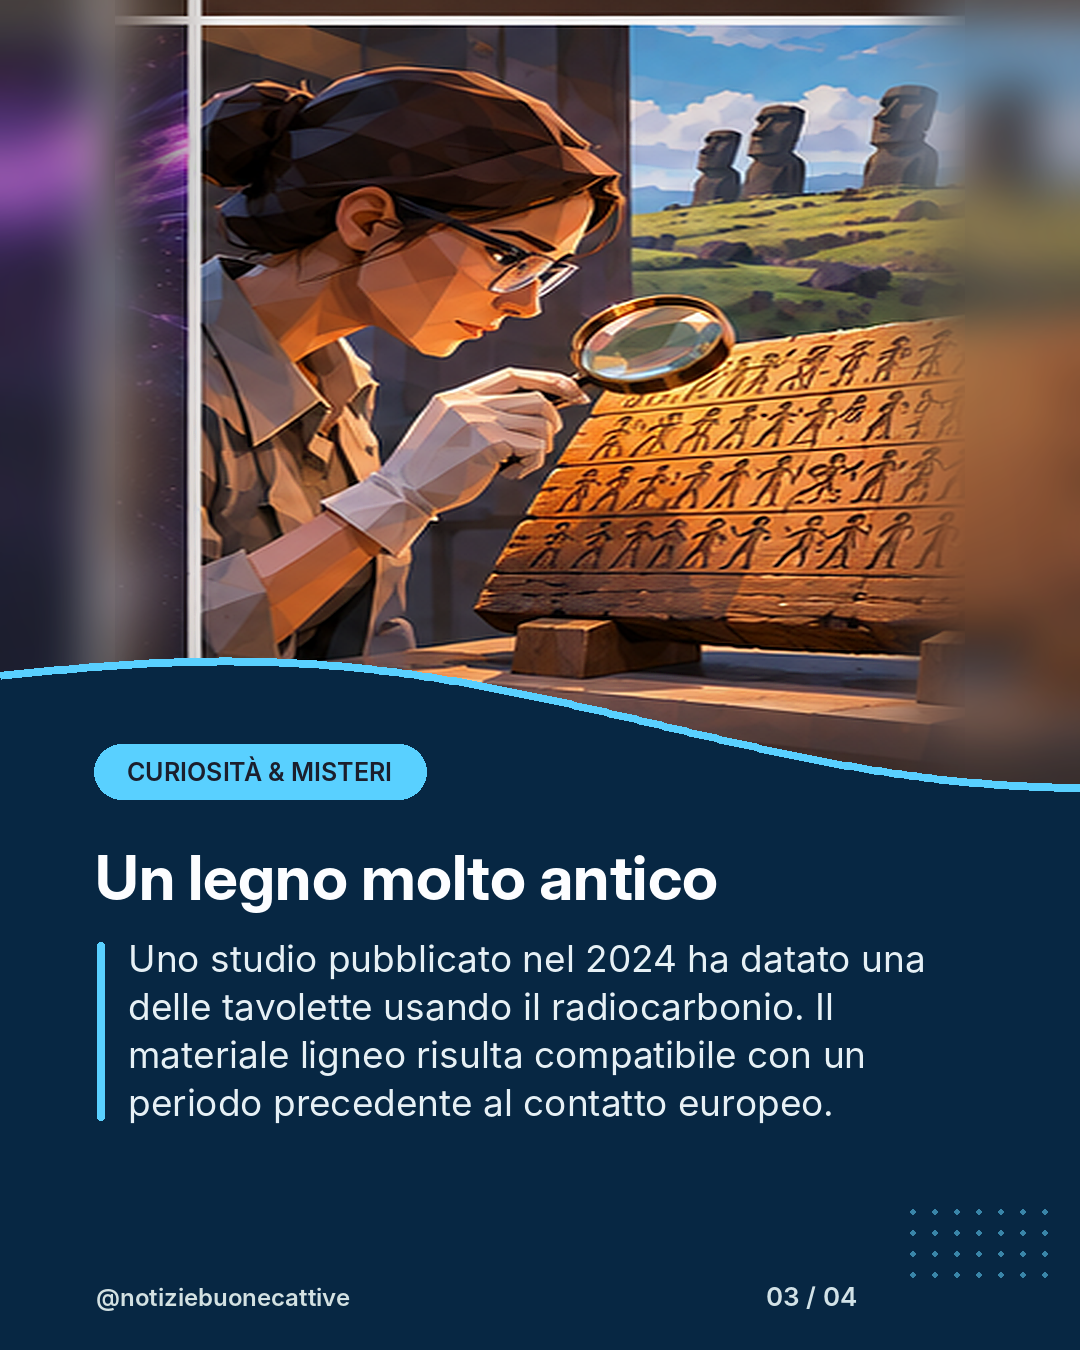 CURIOSITÀ & MISTERI
Un legno molto antico
Uno studio pubblicato nel 2024 ha datato una
delle tavolette usando il radiocarbonio. Il
materiale ligneo risulta compatibile con un
periodo precedente al contatto europeo.
@notiziebuonecattive
03 / 04